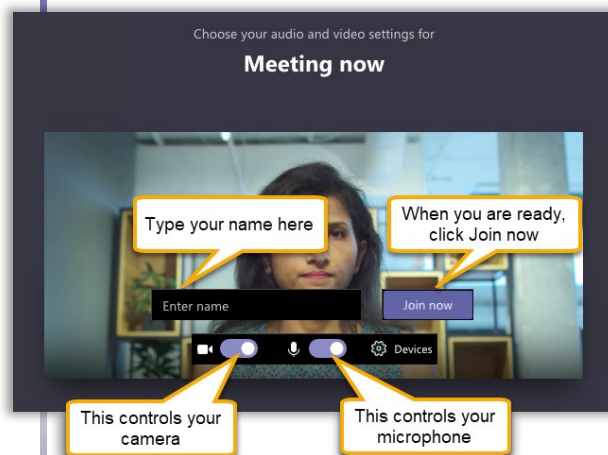 Choose your audio and video settings for
Meeting now
Type your name here
When you are ready,
click Join now
Enter name
Join now
Devices
This controls your
camera
This controls your
microphone